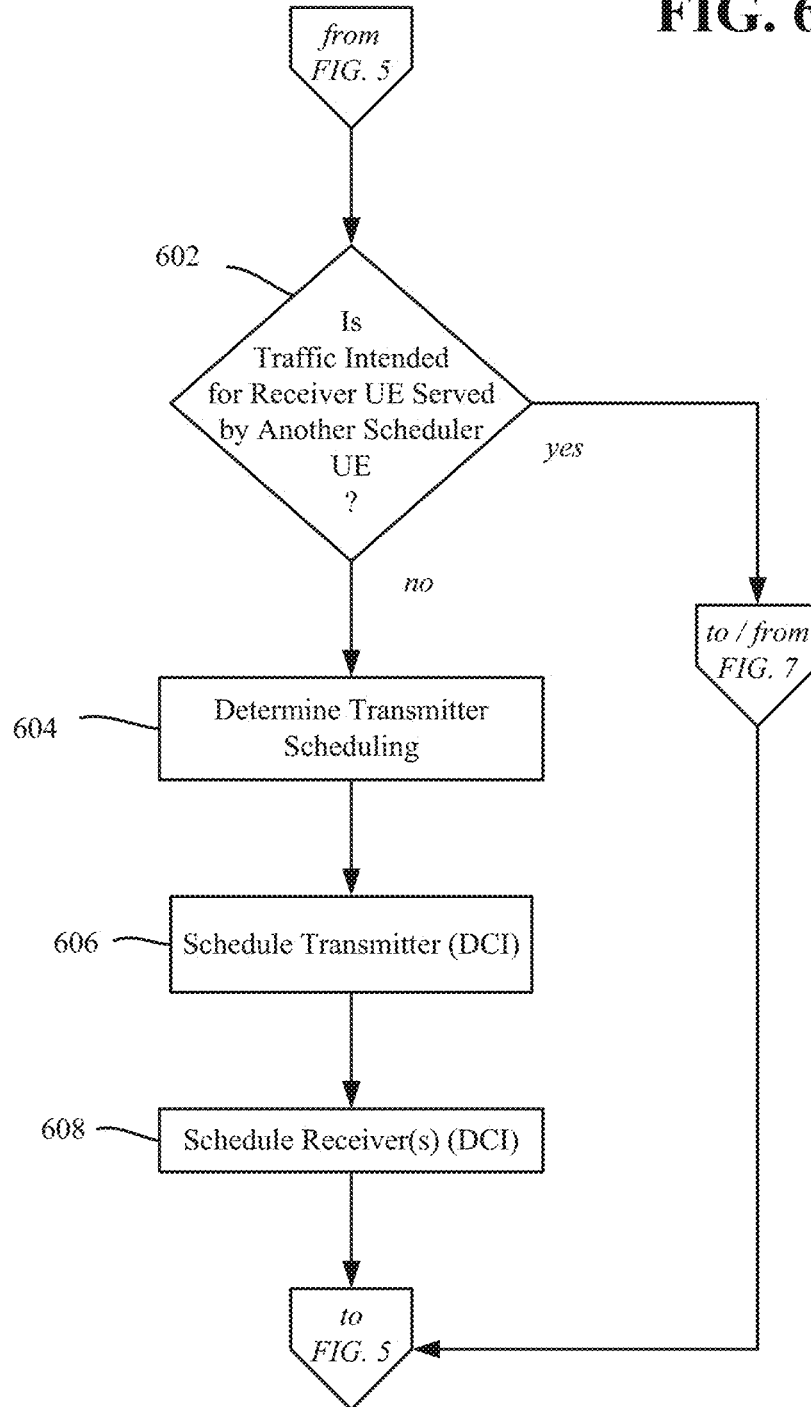 FIG. 6
from
FIG. 5
602
Is
Traffic Intended
for Receiver UE Served
by Another Scheduler
UE
?
yes
no
to / from
FIG. 7
604
Determine Transmitter
Scheduling
606
Schedule Transmitter (DCI)
608
Schedule Receiver(s) (DCI)
to
FIG. 5